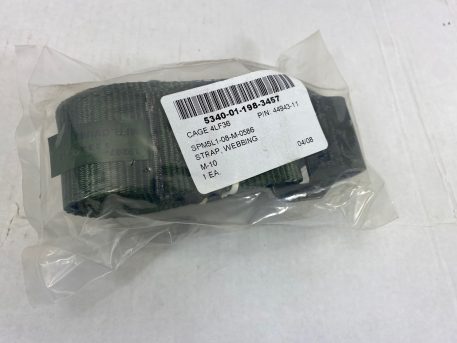 5340-01-198-3457
CAGE 4LF36 P/N: 44943-11
SPM5L1-08-M-0586
STRAP, WEBBING 04/08
M-10
1 EA.